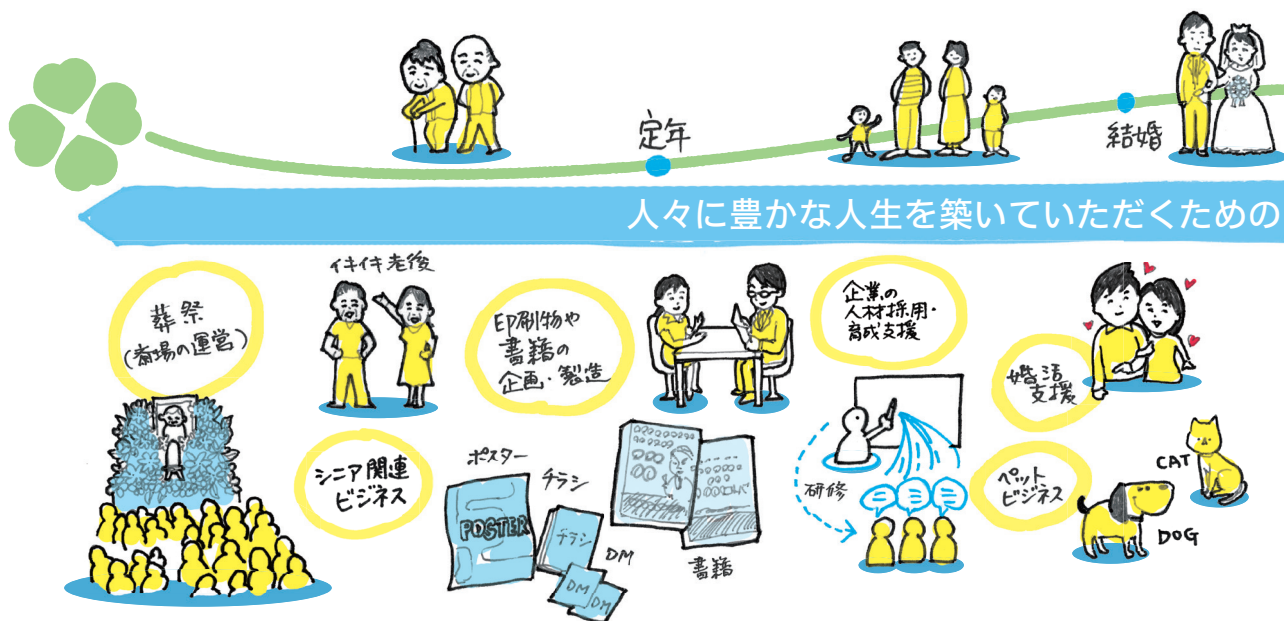 定年
結婚
人々に豊かな人生を築いていただくための
葬祭
(斎場の運営)
イキイキ老後
印刷物や
書籍の
企画・製造
企業の
人材採用・
育成支援
婚活
支援
シニア関連
ビジネス
ポスター
POSTER
チラシ
チラシ
DM
DM
DM
書籍
研修
ペット
ビジネス
CAT
DOG